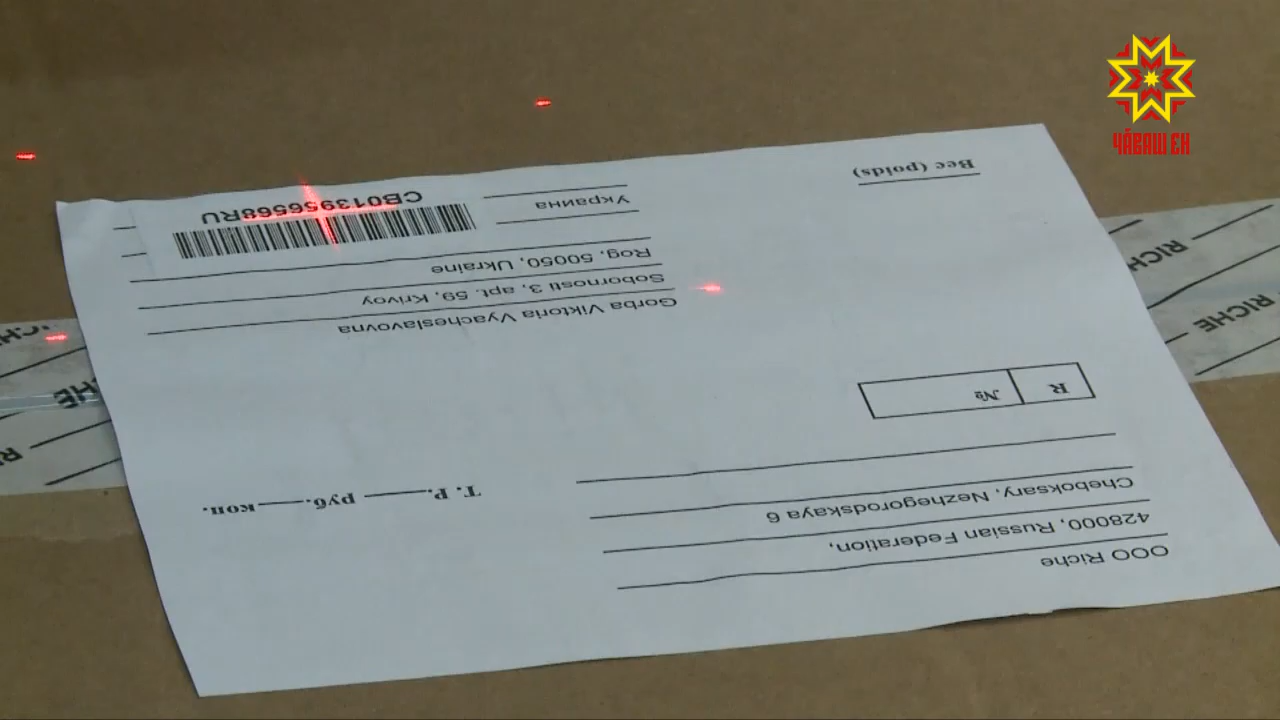 ЧӐВАШ ЕН
OOO Riche
428000, Russian Federation,
Cheboksary, Nezhegorodskaya 6
R
№
Т. Р. руб. коп.
Gorba Viktoria Vyacheslavovna
Sobornosti 3, apt. 59, Krivoy
Rog, 50050, Ukraine
Украина
Вес (poids)
CB013956568RU
RICHE
RICHE
RICHE